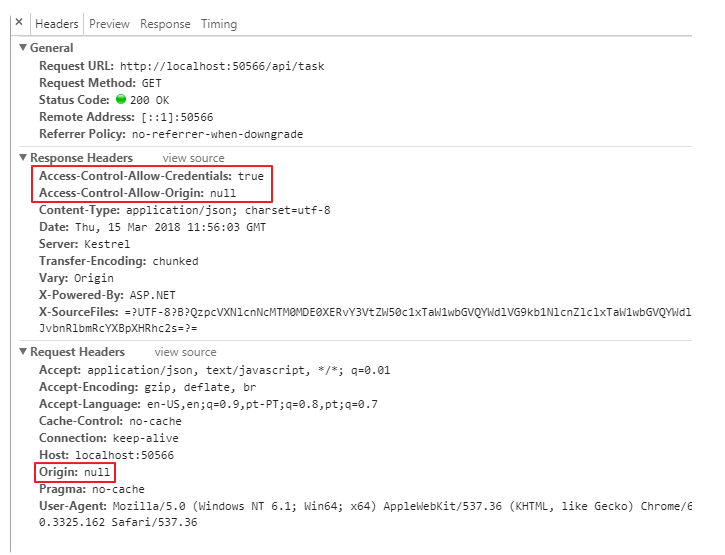 × Headers Preview Response Timing
▼ General
Request URL: http://localhost:50566/api/task
Request Method: GET
Status Code: 200 OK
Remote Address: [::1]:50566
Referrer Policy: no-referrer-when-downgrade
▼ Response Headers view source
Access-Control-Allow-Credentials: true
Access-Control-Allow-Origin: null
Content-Type: application/json; charset=utf-8
Date: Thu, 15 Mar 2018 11:56:03 GMT
Server: Kestrel
Transfer-Encoding: chunked
Vary: Origin
X-Powered-By: ASP.NET
X-SourceFiles: =?UTF-8?B?QzpcVXNlcnNcMTM0MDE0XERvY3VtZW50c1xTaW1wbGVQYWdlVG9kb1NlcnZlclxTaW1wbGVQYWdl
JvbnRlbmRcYXBpXHRhc2s=?=
▼ Request Headers view source
Accept: application/json, text/javascript, */*; q=0.01
Accept-Encoding: gzip, deflate, br
Accept-Language: en-US,en;q=0.9,pt-PT;q=0.8,pt;q=0.7
Cache-Control: no-cache
Connection: keep-alive
Host: localhost:50566
Origin: null
Pragma: no-cache
User-Agent: Mozilla/5.0 (Windows NT 6.1; Win64; x64) AppleWebKit/537.36 (KHTML, like Gecko) Chrome/6
0.3325.162 Safari/537.36